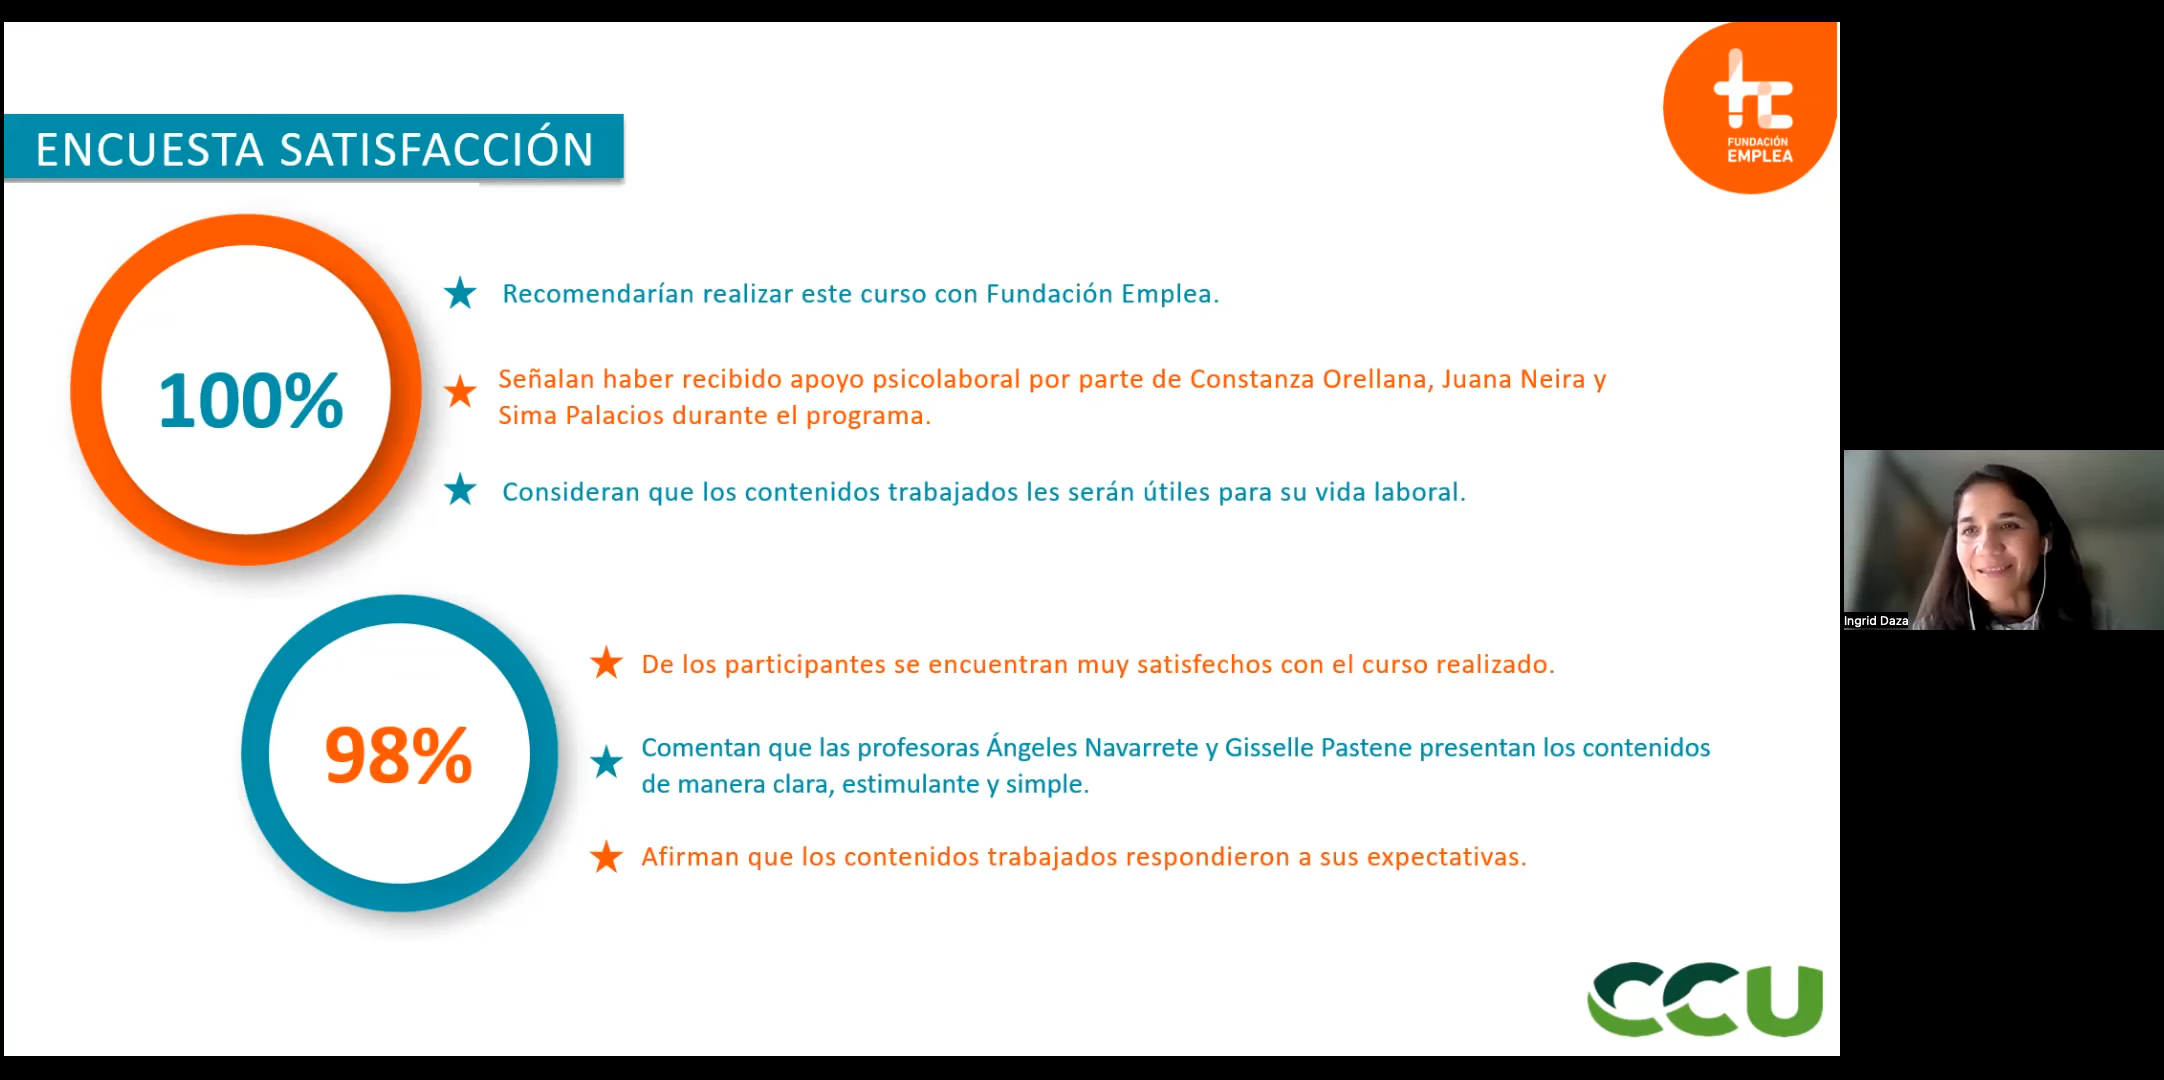 FUNDACIÓN
EMPLEA
ENCUESTA SATISFACCIÓN
100%
Recomendarían realizar este curso con Fundación Emplea.
Señalan haber recibido apoyo psicolaboral por parte de Constanza Orellana, Juana Neira y
Sima Palacios durante el programa.
Consideran que los contenidos trabajados les serán útiles para su vida laboral.
Ingrid Daza
98%
De los participantes se encuentran muy satisfechos con el curso realizado.
Comentan que las profesoras Ángeles Navarrete y Gisselle Pastene presentan los contenidos
de manera clara, estimulante y simple.
Afirman que los contenidos trabajados respondieron a sus expectativas.
CCU